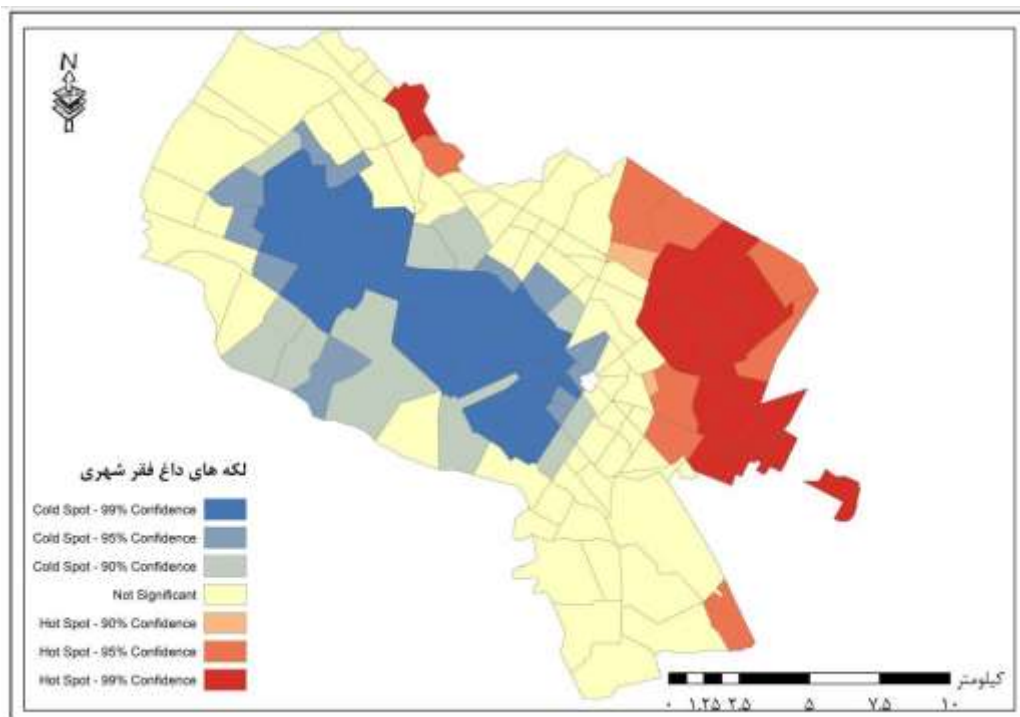 N
لکه های داغ فقر شهری
Cold Spot - 99% Confidence
Cold Spot - 95% Confidence
Cold Spot - 90% Confidence
Not Significant
Hot Spot - 90% Confidence
Hot Spot - 95% Confidence
Hot Spot - 99% Confidence
کیلومتر
۰ ۱.۲۵ ۲.۵ ۵ ۷.۵ ۱۰